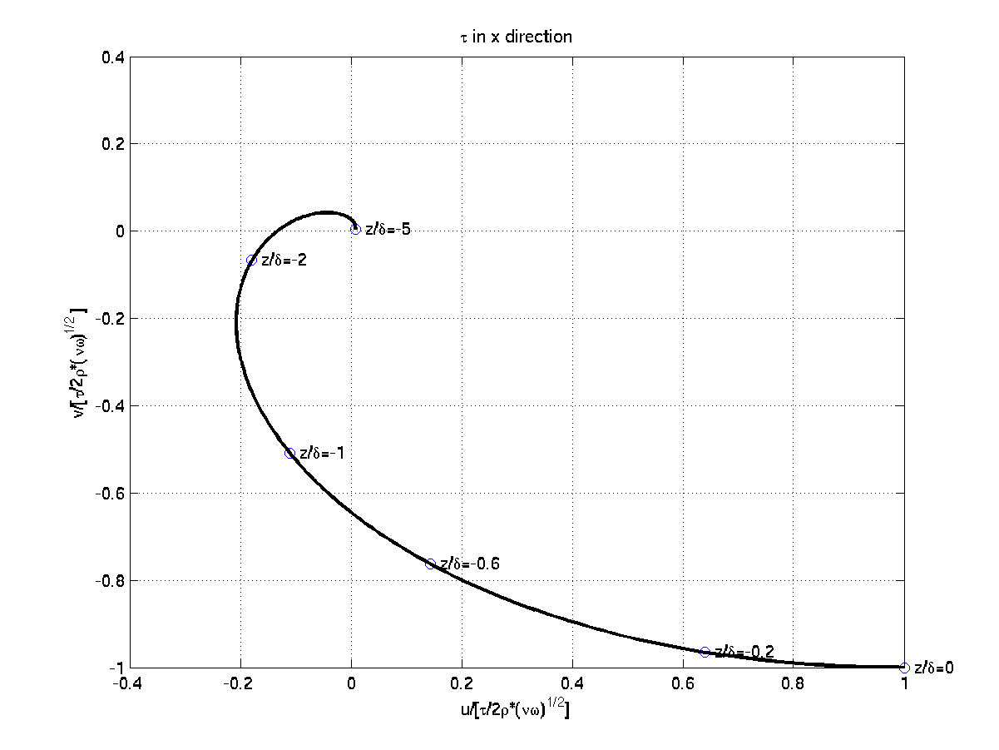 τ in x direction
0.4
0.2
0
-0.2
-0.4
-0.6
-0.8
-1
v/[τ/2ρ*(νω)^1/2]
z/δ=-5
z/δ=-2
z/δ=-1
z/δ=-0.6
z/δ=-0.2
z/δ=0
-0.4 -0.2 0 0.2 0.4 0.6 0.8 1
u/[τ/2ρ*(νω)^1/2]